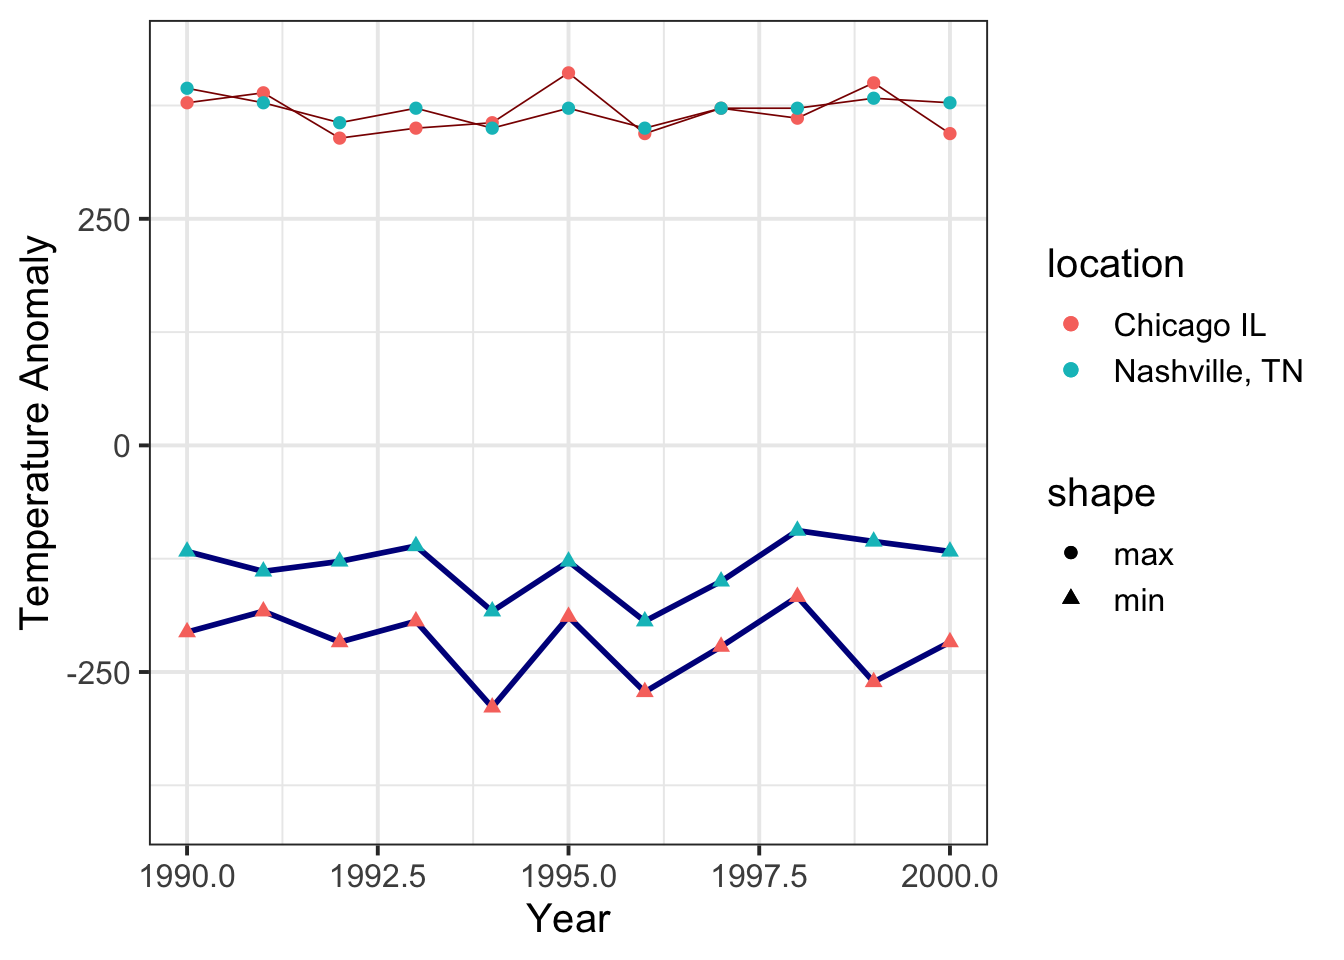 250
0
-250
Temperature Anomaly
1990.0 1992.5 1995.0 1997.5 2000.0
Year
location
Chicago IL
Nashville, TN
shape
max
min